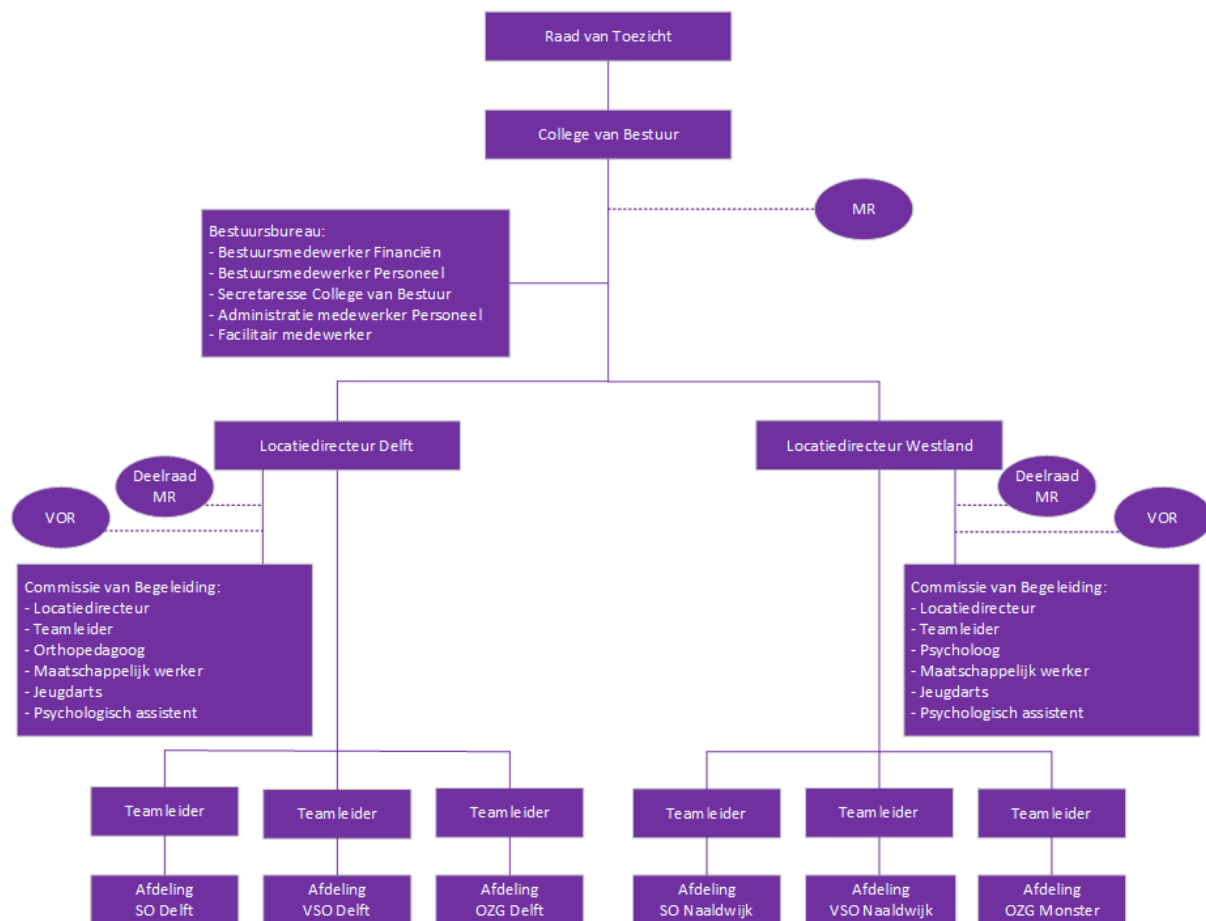 Raad van Toezicht
College van Bestuur
MR
Bestuursbureau:
- Bestuursmedewerker Financiën
- Bestuursmedewerker Personeel
- Secretaresse College van Bestuur
- Administratie medewerker Personeel
- Facilitair medewerker
Locatiedirecteur Delft
Locatiedirecteur Westland
Deelraad
MR
VOR
Deelraad
MR
VOR
Commissie van Begeleiding:
- Locatiedirecteur
- Teamleider
- Orthopedagoog
- Maatschappelijk werker
- Jeugdarts
- Psychologisch assistent
Commissie van Begeleiding:
- Locatiedirecteur
- Teamleider
- Psycholoog
- Maatschappelijk werker
- Jeugdarts
- Psychologisch assistent
Teamleider
Teamleider
Teamleider
Teamleider
Teamleider
Teamleider
Afdeling
SO Delft
Afdeling
VSO Delft
Afdeling
OZG Delft
Afdeling
SO Naaldwijk
Afdeling
VSO Naaldwijk
Afdeling
OZG Monster